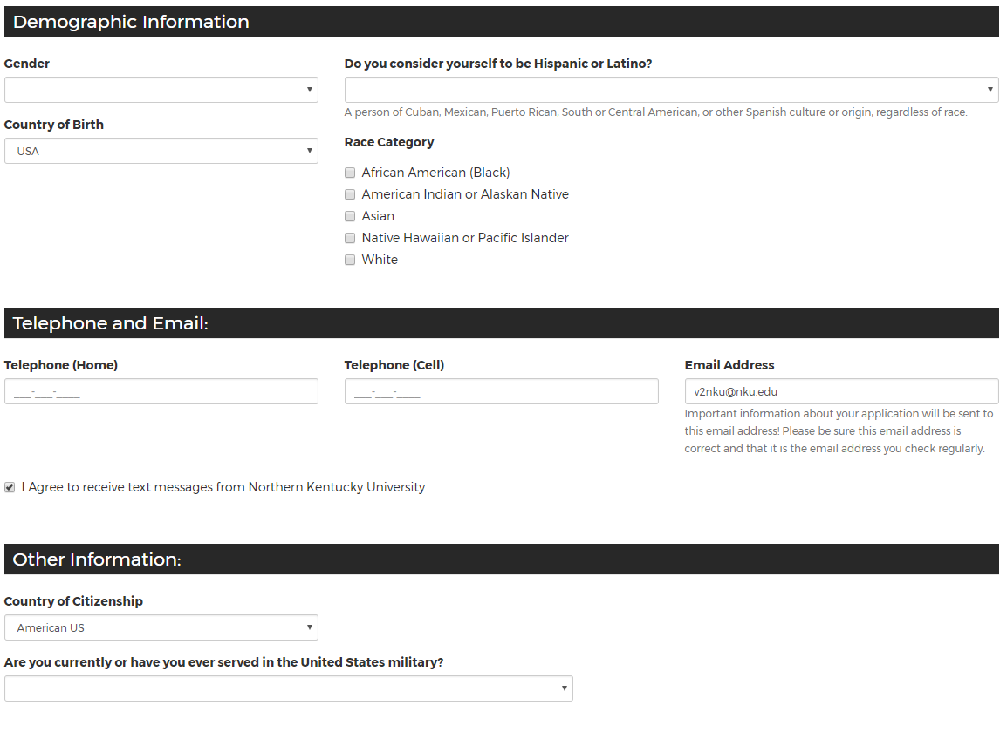 Demographic Information
Gender
Do you consider yourself to be Hispanic or Latino?
A person of Cuban, Mexican, Puerto Rican, South or Central American, or other Spanish culture or origin, regardless of race.
Country of Birth
USA
Race Category
African American (Black)
American Indian or Alaskan Native
Asian
Native Hawaiian or Pacific Islander
White
Telephone and Email:
Telephone (Home)
___-___-____
Telephone (Cell)
___-___-____
Email Address
v2nku@nku.edu
Important information about your application will be sent to
this email address! Please be sure this email address is
correct and that it is the email address you check regularly.
I Agree to receive text messages from Northern Kentucky University
Other Information:
Country of Citizenship
American US
Are you currently or have you ever served in the United States military?